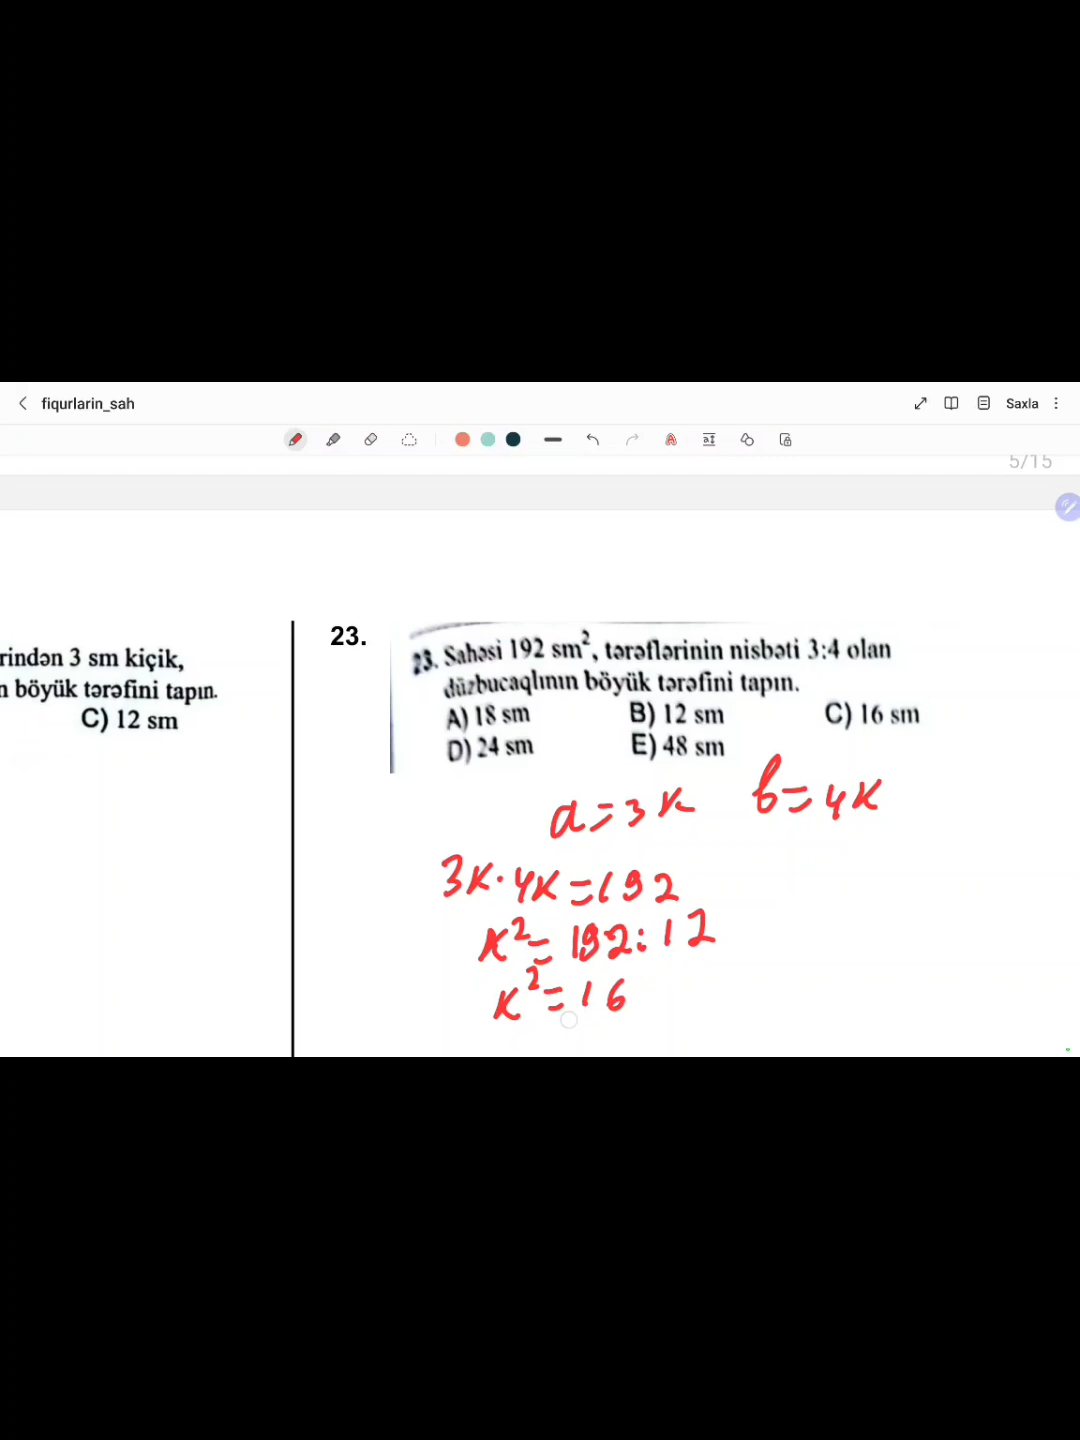 fiqurlarin_sah
Saxla
5/15
rindən 3 sm kiçik,
n böyük tərəfini tapın.
C) 12 sm
23.
23. Sahəsi 192 sm², tərəflərinin nisbəti 3:4 olan
düzbucaqlının böyük tərəfini tapın.
A) 18 sm B) 12 sm C) 16 sm
D) 24 sm E) 48 sm
a=3k b=4k
3k·4k=192
k²=192:12
k²=16